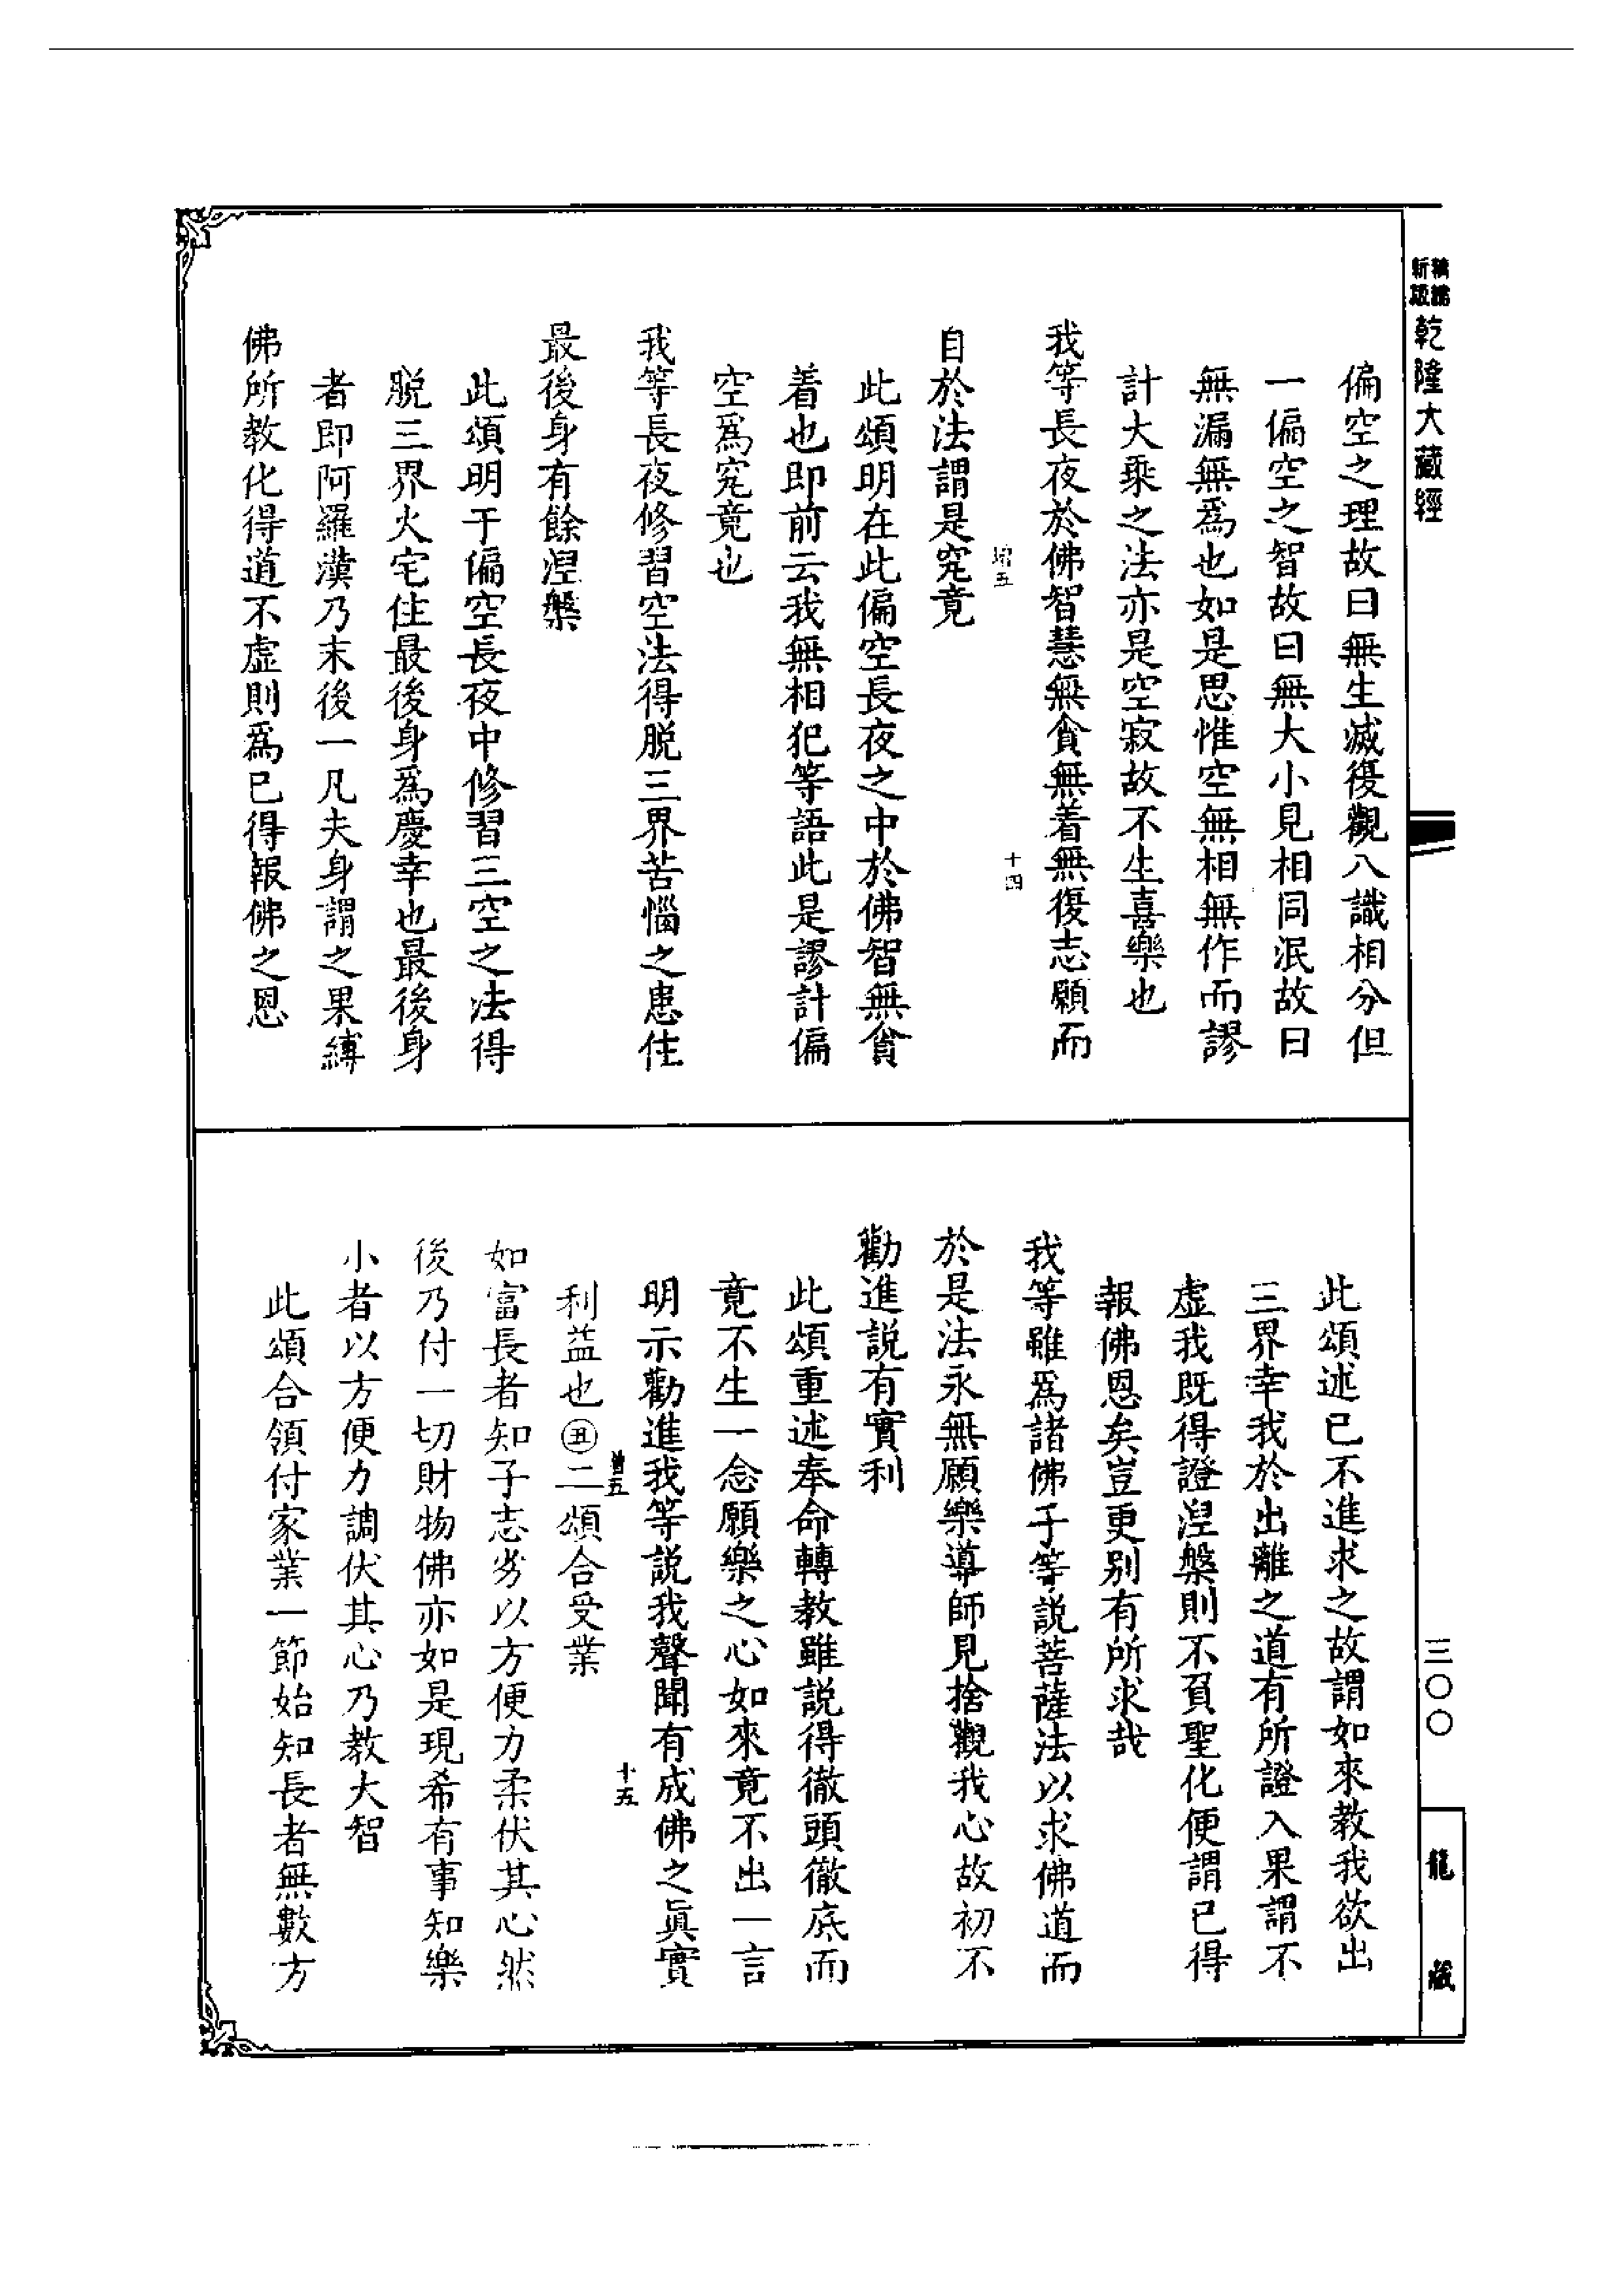 乾隆大藏經
偏空之理故曰無生滅復觀八識相分但
一偏空之智故曰無大小見相同泯故曰
無漏無為也如是思惟空無相無作而謬
計大乘之法亦是空寂故不生喜樂也
我等長夜於佛智慧無貪無着無復志願而
十四
自於法謂是究竟
此頌明在此偏空長夜之中於佛智無貪
着也即前云我無相犯等語此是謬計偏
空爲究竟也
我等長夜修習空法得脱三界苦惱之患住
最後身有餘涅槃
此頌明于偏空長夜中修習三空之法得
脱三界火宅住最後身爲慶幸也最後身
者即阿羅漢乃末後一凡夫身謂之果縛
佛所教化得道不虛則爲已得報佛之恩
三〇〇
龍藏
此頌述已不進求之故謂如來教我欲出
三界幸我於出離之道有所證入果謂不
虛我既得證涅槃則不負聖化便謂已得
報佛恩矣豈更别有所求哉
我等雖爲諸佛子等説菩薩法以求佛道而
於是法永無願樂導師見捨觀我心故初不
勸進説有實利
此頌重述奉命轉教雖説得徹頭徹底而
竟不生一念願樂之心如來竟不出一言
明示勸進我等説我聲聞有成佛之眞實
十五
利益也㊄二頌合受業
如富長者知子志劣以方便力柔伏其心然
後乃付一切財物佛亦如是現希有事知樂
小者以方便力調伏其心乃教大智
此頌合領付家業一節始知長者無數方